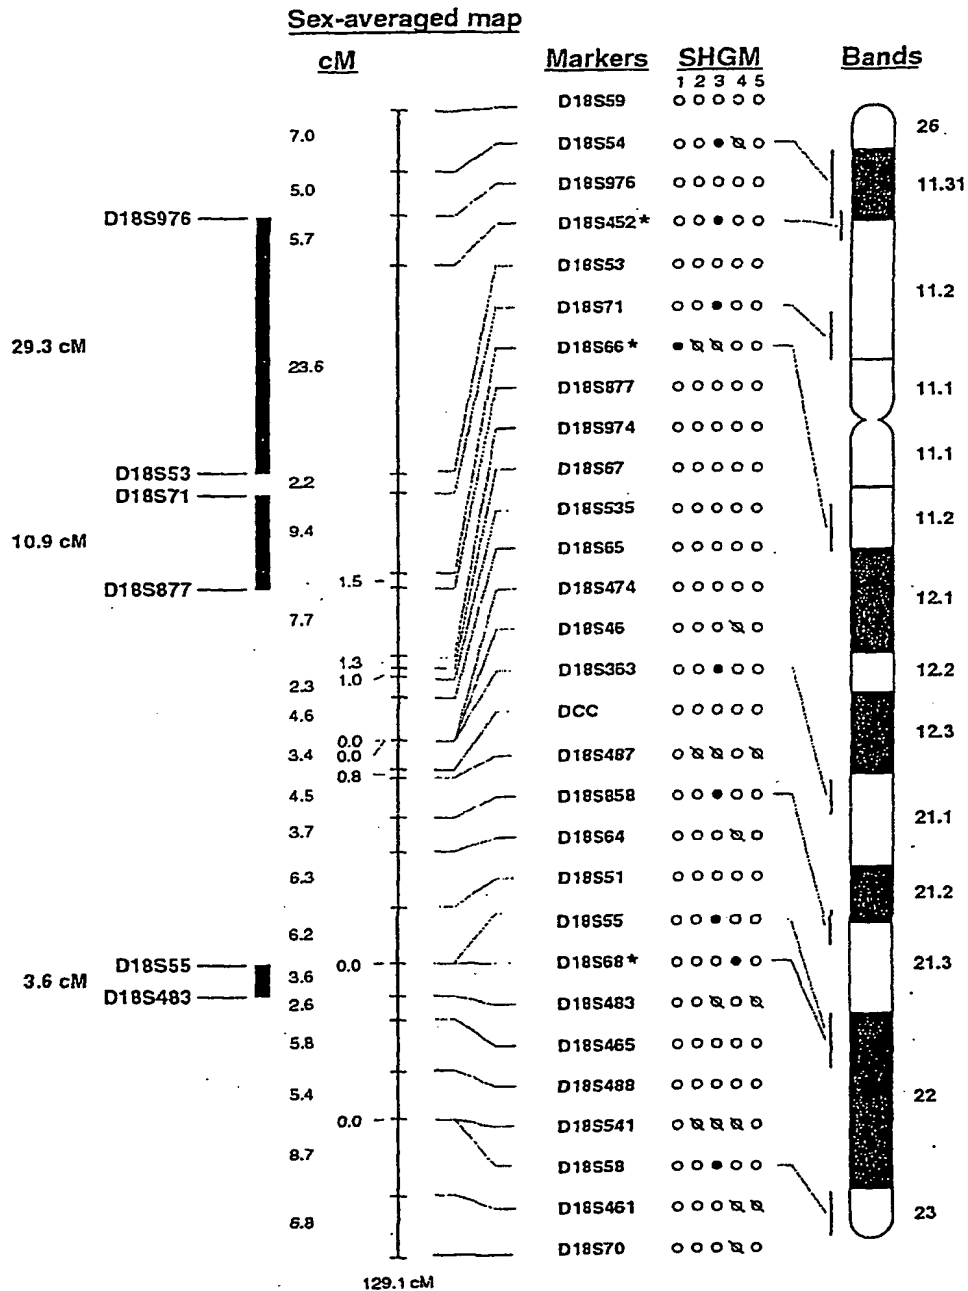 Sex-averaged map
cM
Markers
SHGM
Bands
1 2 3 4 5
D18S59
D18S54
D18S976
D18S452*
D18S53
D18S71
D18S66*
D18S877
D18S974
D18S67
D18S535
D18S65
D18S474
D18S46
D18S363
DCC
D18S487
D18S858
D18S64
D18S51
D18S55
D18S68*
D18S483
D18S465
D18S488
D18S541
D18S58
D18S461
D18S70
7.0
5.0
5.7
23.6
2.2
9.4
1.5
7.7
1.3
1.0
2.3
4.6
0.0
0.0
3.4
0.8
4.5
3.7
6.3
6.2
0.0
3.6
2.6
5.8
5.4
0.0
8.7
6.8
129.1 cM
D18S976
29.3 cM
D18S53
D18S71
10.9 cM
D18S877
D18S55
3.6 cM
D18S483
26
11.31
11.2
11.1
11.1
11.2
12.1
12.2
12.3
21.1
21.2
21.3
22
23